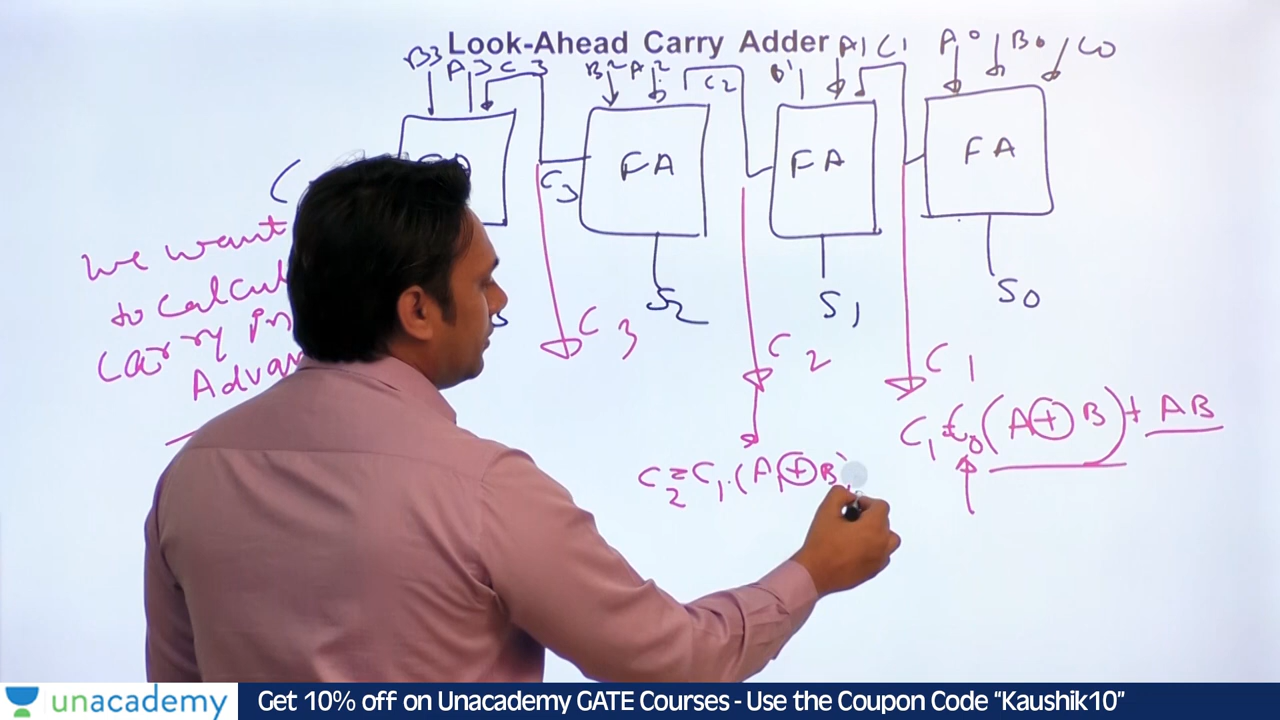 Look-Ahead Carry Adder
B3 A3 C3 B2 A2 C2 A1 C1 A0 B0 C0
FA FA FA
C3
S2 S1 S0
we want
to calcul
carry in
Advan
C3 C2 C1
C1 = C0 (A ⊕ B) + AB
C2 = C1 . (A1 ⊕ B
unacademy
Get 10% off on Unacademy GATE Courses - Use the Coupon Code “Kaushik10”